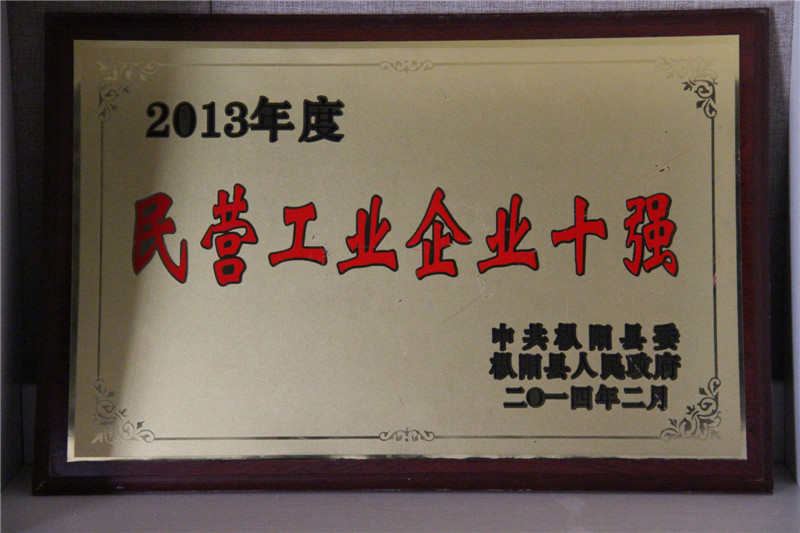 2013年度
民营工业企业十强
中共枞阳县委
枞阳县人民政府
二〇一四年二月